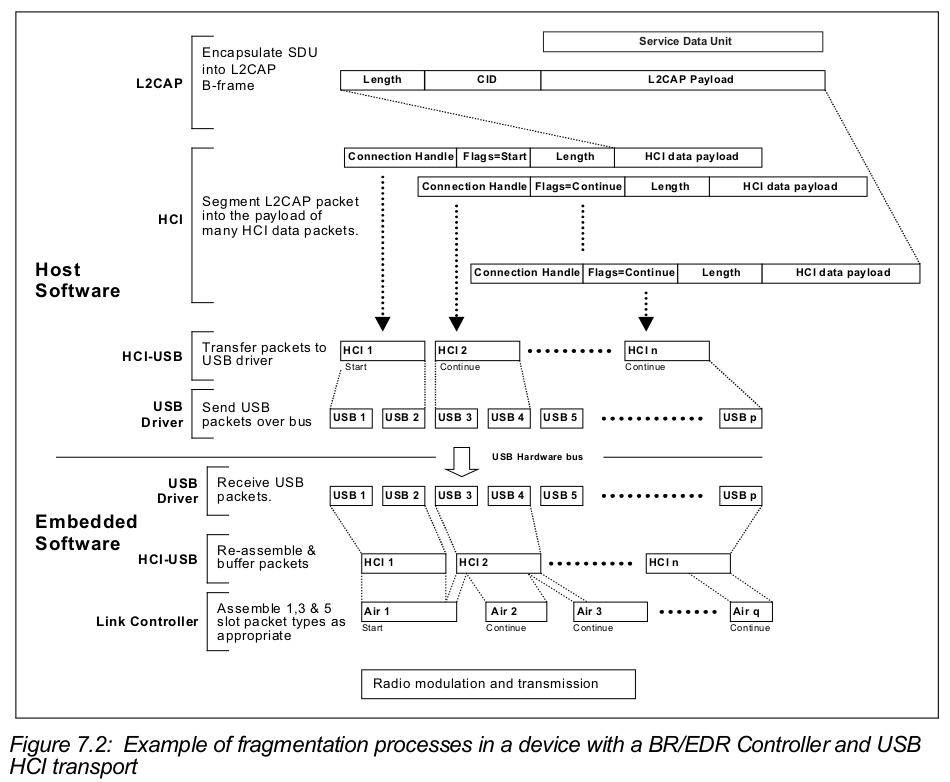 Service Data Unit
L2CAP
Encapsulate SDU
into L2CAP
B-frame
Length CID L2CAP Payload
Connection Handle Flags=Start Length HCI data payload
Connection Handle Flags=Continue Length HCI data payload
HCI
Segment L2CAP packet
into the payload of
many HCI data packets.
Connection Handle Flags=Continue Length HCI data payload
Host
Software
HCI-USB
Transfer packets to
USB driver
HCI 1 HCI 2 HCI n
Start Continue Continue
USB
Driver
Send USB
packets over bus
USB 1 USB 2 USB 3 USB 4 USB 5 USB p
USB Hardware bus
USB
Driver
Receive USB
packets.
USB 1 USB 2 USB 3 USB 4 USB 5 USB p
Embedded
Software
HCI-USB
Re-assemble &
buffer packets
HCI 1 HCI 2 HCI n
Link Controller
Assemble 1,3 & 5
slot packet types as
appropriate
Air 1 Air 2 Air 3 Air q
Start Continue Continue Continue
Radio modulation and transmission
Figure 7.2: Example of fragmentation processes in a device with a BR/EDR Controller and USB
HCI transport